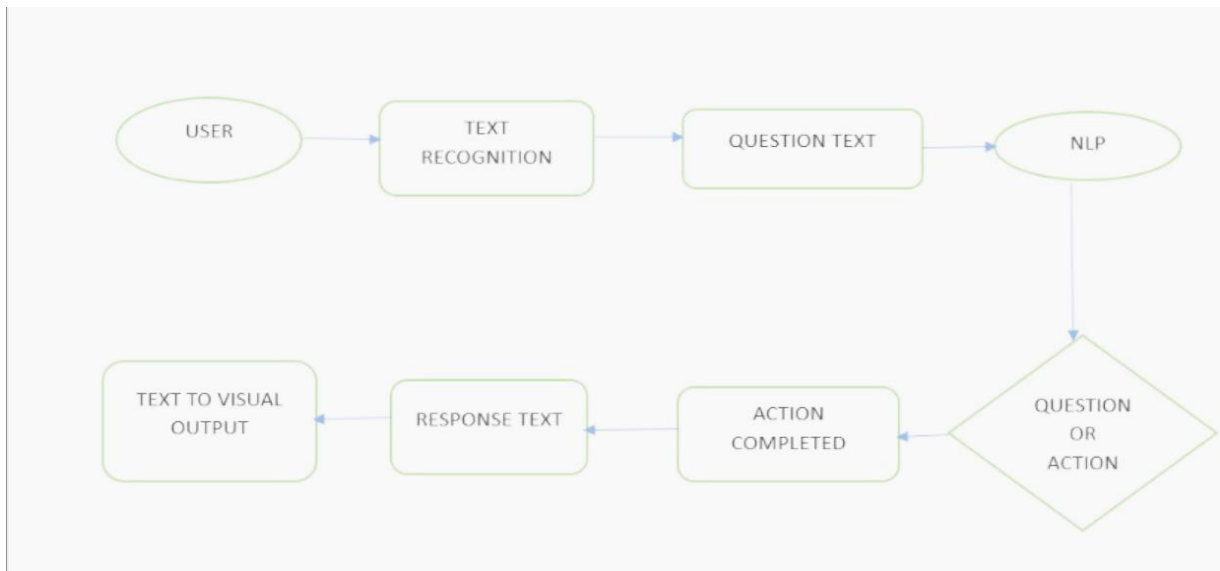 USER
TEXT
RECOGNITION
QUESTION TEXT
NLP
QUESTION
OR
ACTION
ACTION
COMPLETED
RESPONSE TEXT
TEXT TO VISUAL
OUTPUT